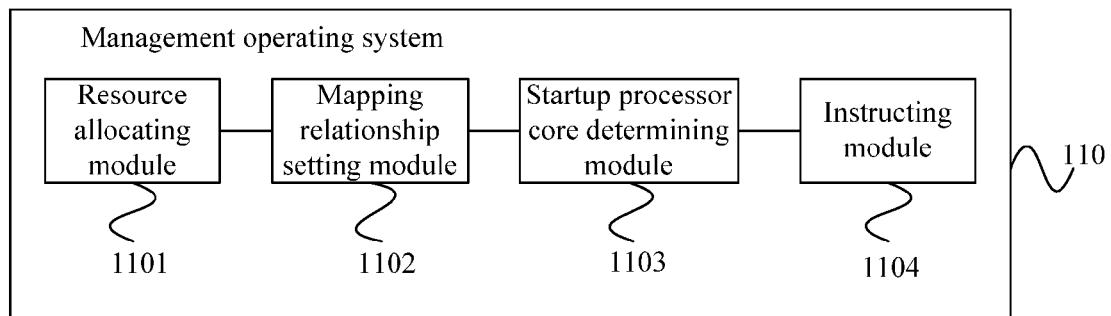 Management operating system
Resource
allocating
module
Mapping
relationship
setting module
Startup processor
core determining
module
Instructing
module
110
1101
1102
1103
1104